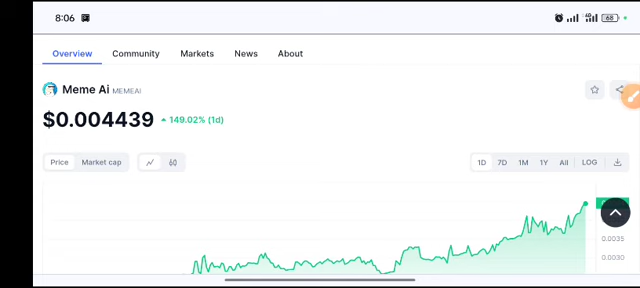 8:06
68
Overview Community Markets News About
Meme Ai MEMEAI
$0.004439 149.02% (1d)
Price Market cap 1D 7D 1M 1Y All LOG
0.0035
0.0030